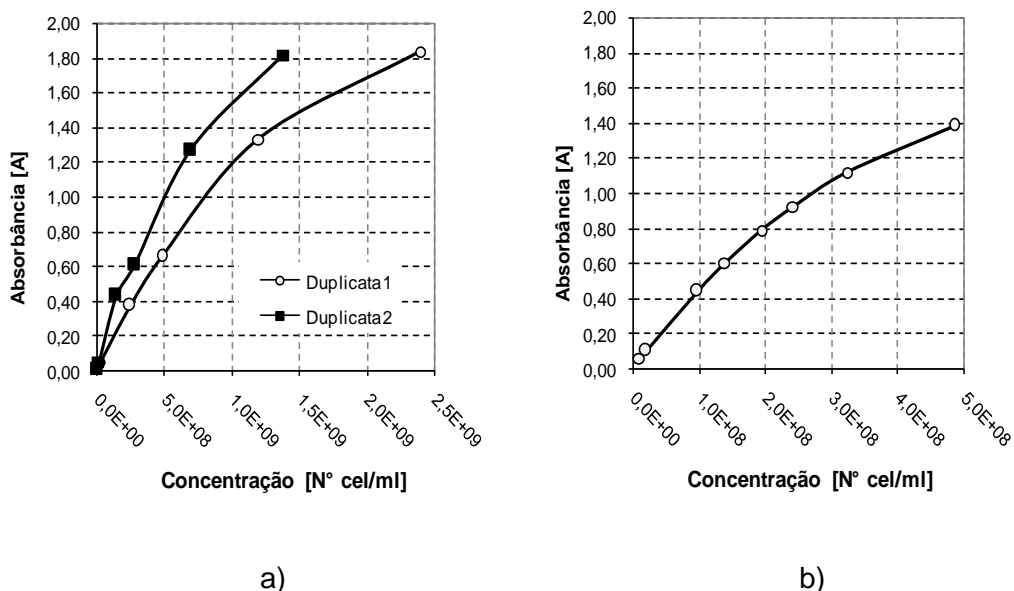 2,00
1,80
1,60
1,40
1,20
1,00
0,80
0,60
0,40
0,20
0,00
Absorbância [A]
Duplicata1
Duplicata2
0,0E+00
5,0E+08
1,0E+09
1,5E+09
2,0E+09
2,5E+09
Concentração [N° cel/ml]
a)
2,00
1,80
1,60
1,40
1,20
1,00
0,80
0,60
0,40
0,20
0,00
Absorbância [A]
0,0E+00
1,0E+08
2,0E+08
3,0E+08
4,0E+08
5,0E+08
Concentração [N° cel/ml]
b)